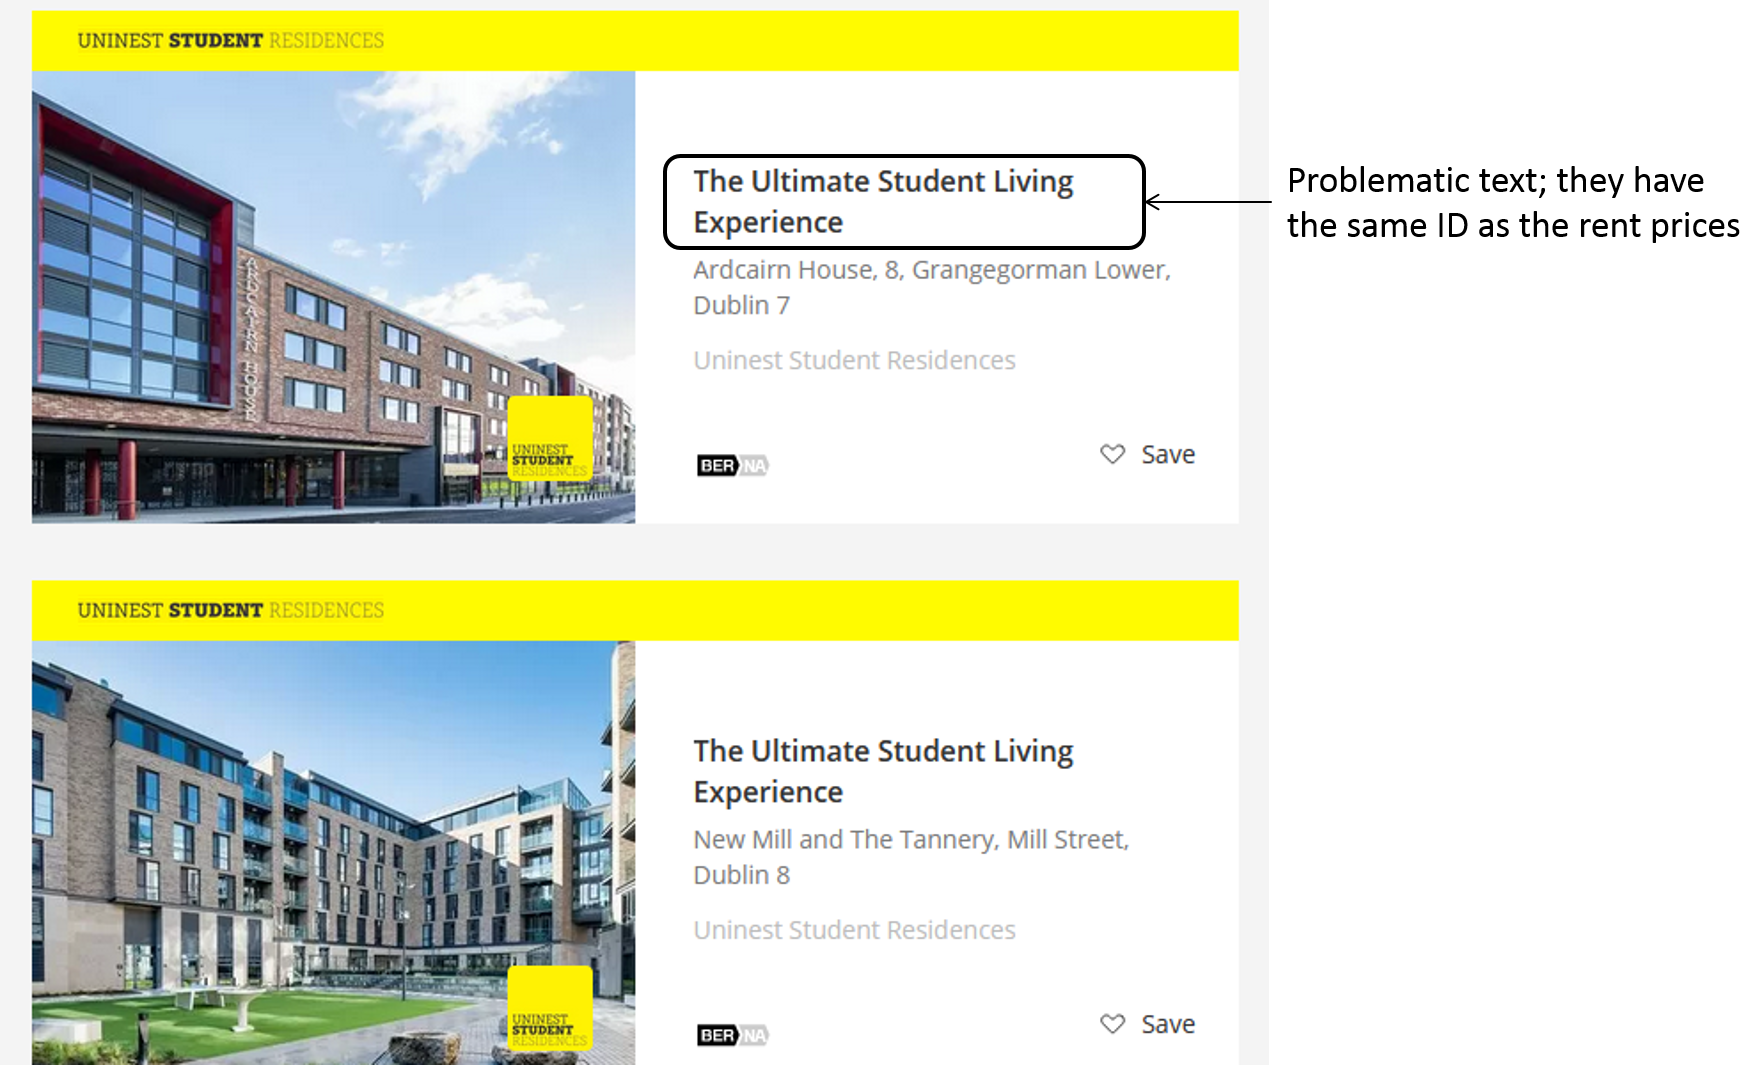 UNINEST STUDENT RESIDENCES
ARDCAIRN HOUSE
UNINEST
STUDENT
RESIDENCES
The Ultimate Student Living
Experience
Ardcairn House, 8, Grangegorman Lower,
Dublin 7
Uninest Student Residences
BER NA
Save
Problematic text; they have
the same ID as the rent prices
UNINEST STUDENT RESIDENCES
UNINEST
STUDENT
RESIDENCES
The Ultimate Student Living
Experience
New Mill and The Tannery, Mill Street,
Dublin 8
Uninest Student Residences
BER NA
Save